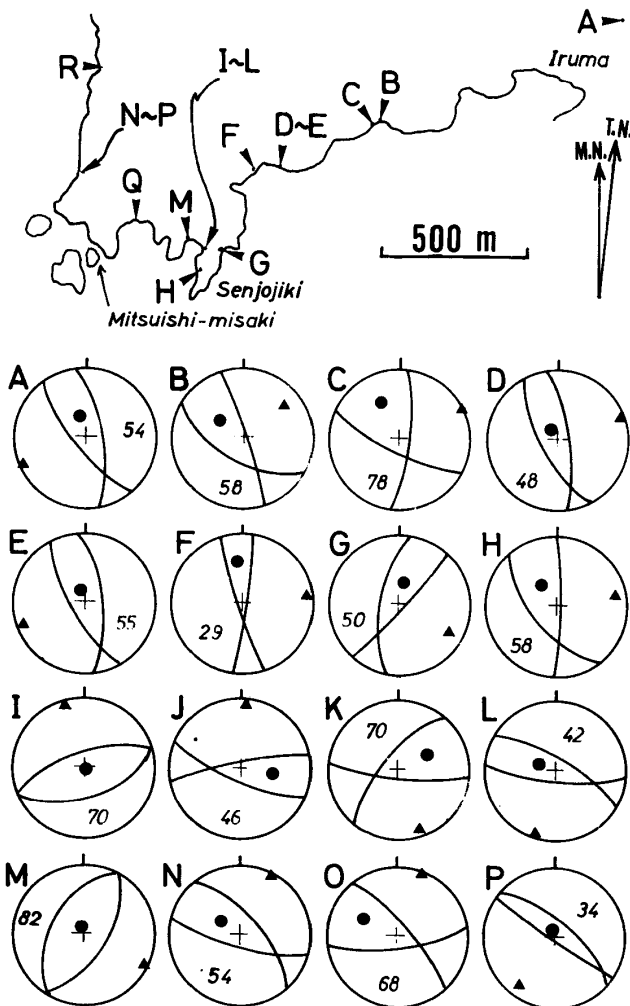 A
Iruma
R
I~L
B
C
N~P
D~E
F
T.N.
M.N.
Q
M
500 m
G
H
Senjojiki
Mitsuishi-misaki
A B C D
54 58 78 48
E F G H
55 29 50 58
I J K L
70 46 70 42
M N O P
82 54 68 34